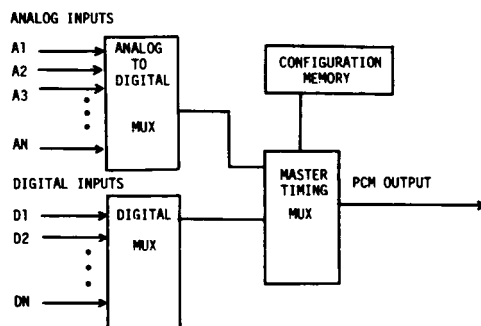 ANALOG INPUTS
A1
A2
A3
AN
ANALOG
TO
DIGITAL
MUX
CONFIGURATION
MEMORY
DIGITAL INPUTS
D1
D2
DN
DIGITAL
MUX
MASTER
TIMING
MUX
PCM OUTPUT